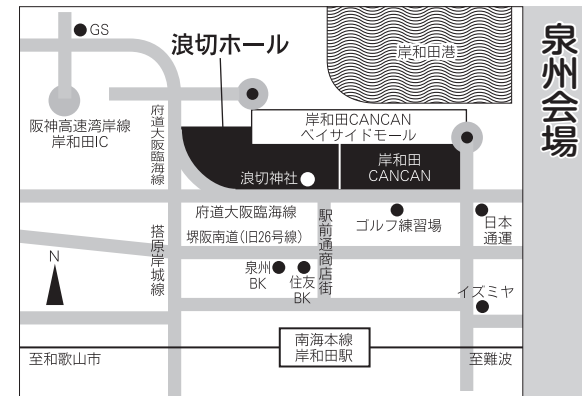 泉州会場
GS
浪切ホール
岸和田港
阪神高速湾岸線
岸和田IC
府道大阪臨海線
岸和田CANCAN
ベイサイドモール
浪切神社
岸和田
CANCAN
府道大阪臨海線
堺阪南道(旧26号線)
駅前通商店街
ゴルフ練習場
日本
通運
塔原岸城線
N
泉州
BK
住友
BK
イズミヤ
南海本線
岸和田駅
至和歌山市
至難波